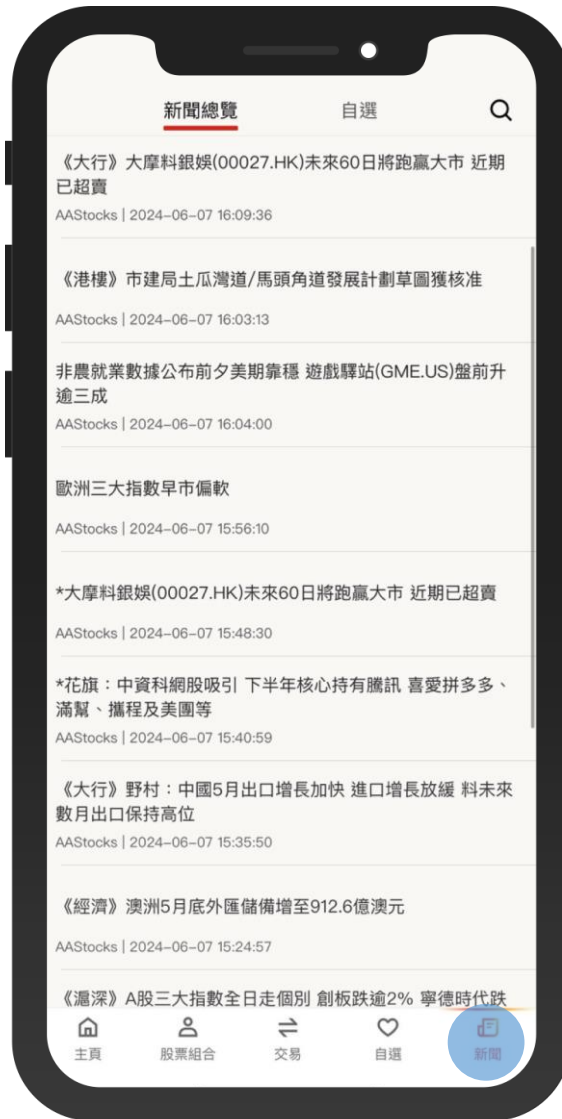 新聞總覽 自選
《大行》大摩料銀娛(00027.HK)未來60日將跑贏大市 近期
已超賣
AAStocks | 2024-06-07 16:09:36
《港樓》市建局土瓜灣道/馬頭角道發展計劃草圖獲核准
AAStocks | 2024-06-07 16:03:13
非農就業數據公布前夕美期靠穩 遊戲驛站(GME.US)盤前升
逾三成
AAStocks | 2024-06-07 16:04:00
歐洲三大指數早市偏軟
AAStocks | 2024-06-07 15:56:10
*大摩料銀娛(00027.HK)未來60日將跑贏大市 近期已超賣
AAStocks | 2024-06-07 15:48:30
*花旗：中資科網股吸引 下半年核心持有騰訊 喜愛拼多多、
滿幫、攜程及美團等
AAStocks | 2024-06-07 15:40:59
《大行》野村：中國5月出口增長加快 進口增長放緩 料未來
數月出口保持高位
AAStocks | 2024-06-07 15:35:50
《經濟》澳洲5月底外匯儲備增至912.6億澳元
AAStocks | 2024-06-07 15:24:57
《滬深》A股三大指數全日走個別 創板跌逾2% 寧德時代跌
主頁 股票組合 交易 自選 新聞